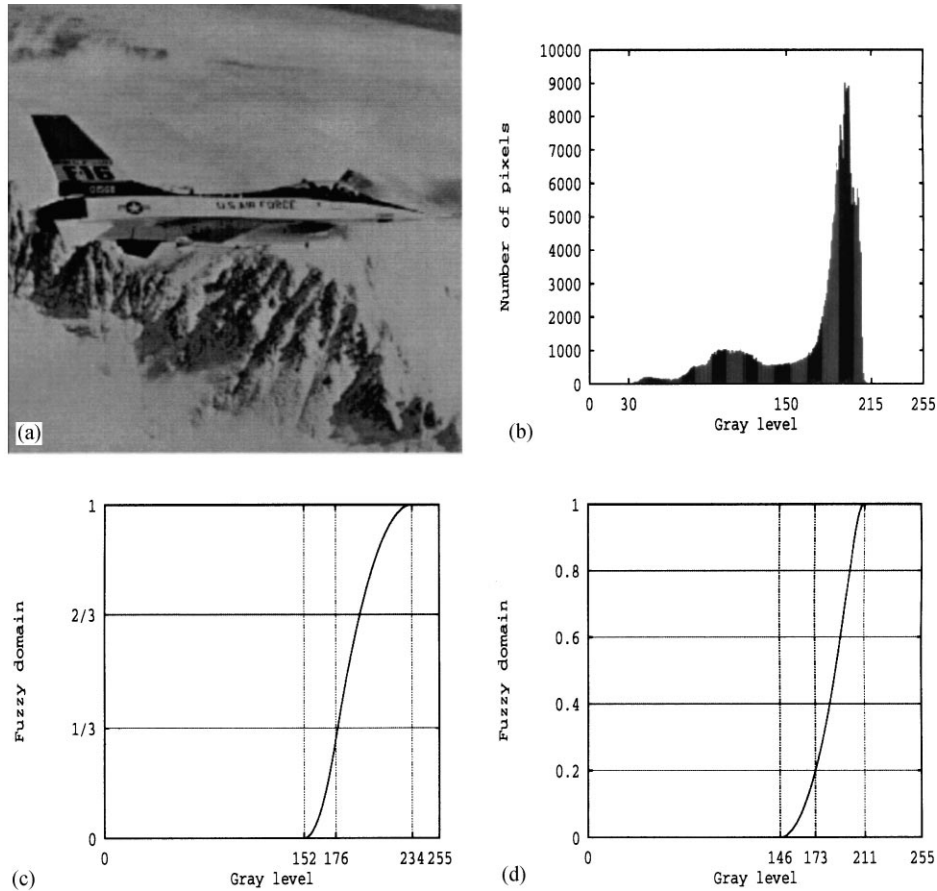 F-16
01568
U.S. AIR FORCE
(a)
10000
9000
8000
7000
6000
5000
4000
3000
2000
1000
0
Number of pixels
0 30 150 215 255
Gray level
(b)
1
2/3
1/3
0
Fuzzy domain
0 152 176 234 255
Gray level
(c)
1
0.8
0.6
0.4
0.2
0
Fuzzy domain
0 146 173 211 255
Gray level
(d)